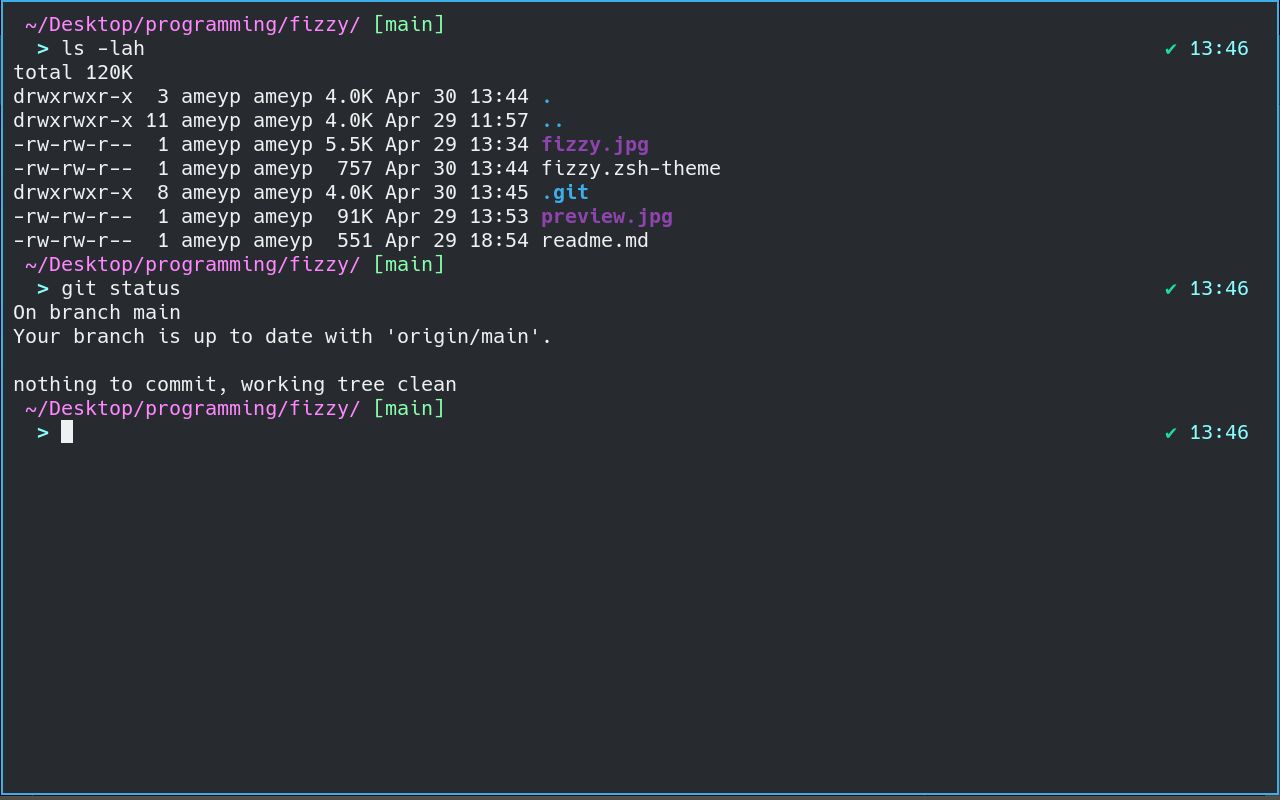 ~/Desktop/programming/fizzy/ [main]
> ls -lah ✔ 13:46
total 120K
drwxrwxr-x  3 ameyp ameyp 4.0K Apr 30 13:44 .
drwxrwxr-x 11 ameyp ameyp 4.0K Apr 29 11:57 ..
-rw-rw-r--  1 ameyp ameyp 5.5K Apr 29 13:34 fizzy.jpg
-rw-rw-r--  1 ameyp ameyp  757 Apr 30 13:44 fizzy.zsh-theme
drwxrwxr-x  8 ameyp ameyp 4.0K Apr 30 13:45 .git
-rw-rw-r--  1 ameyp ameyp  91K Apr 29 13:53 preview.jpg
-rw-rw-r--  1 ameyp ameyp  551 Apr 29 18:54 readme.md
~/Desktop/programming/fizzy/ [main]
> git status ✔ 13:46
On branch main
Your branch is up to date with 'origin/main'.
nothing to commit, working tree clean
~/Desktop/programming/fizzy/ [main]
> ✔ 13:46